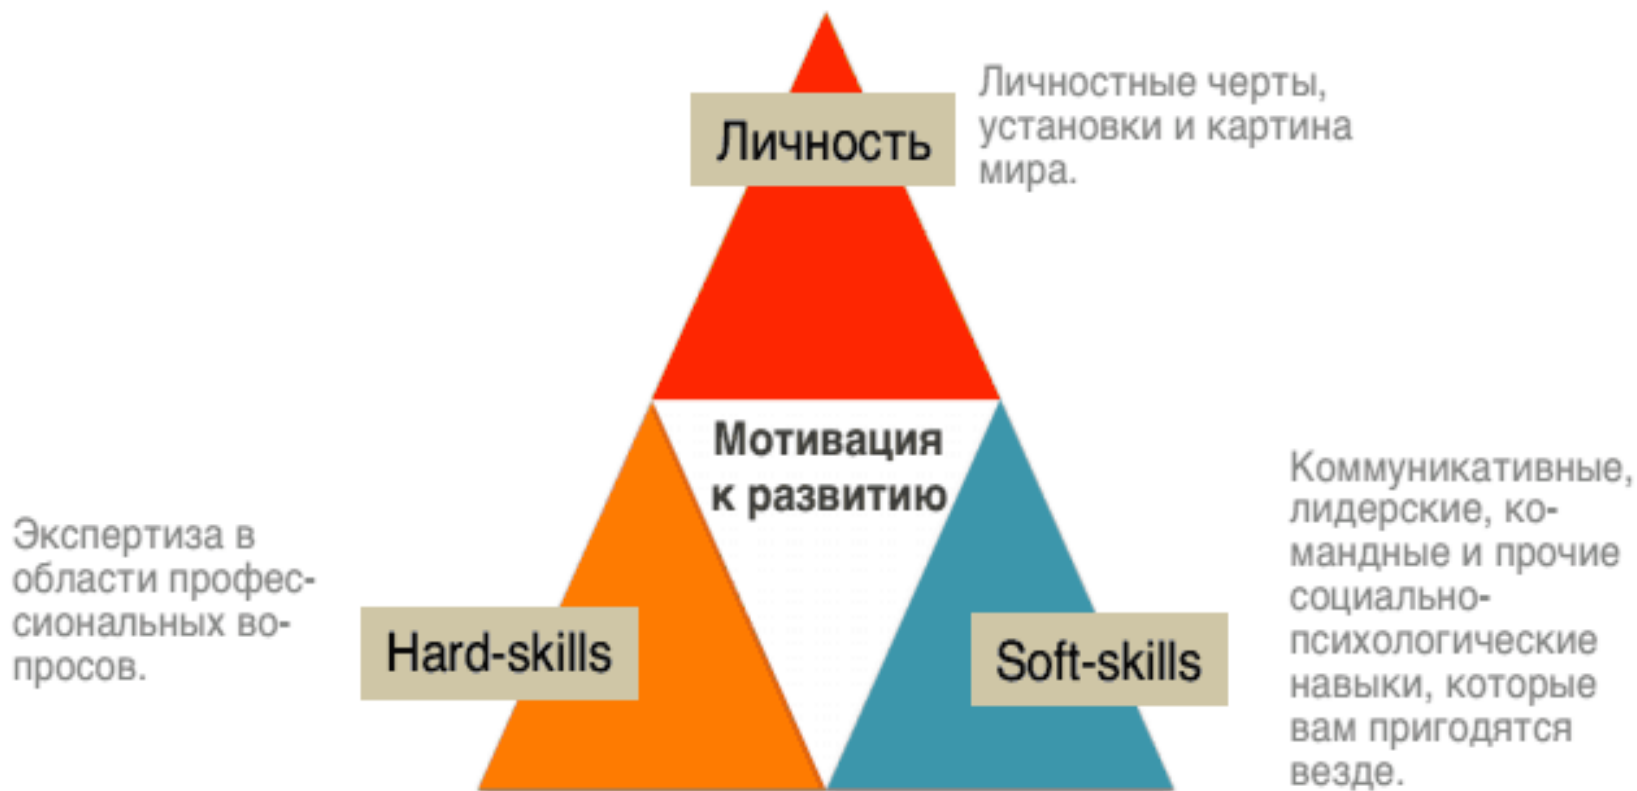 Личность
Личностные черты,
установки и картина
мира.
Мотивация
к развитию
Экспертиза в
области профес-
сиональных во-
просов.
Hard-skills
Soft-skills
Коммуникативные,
лидерские, ко-
мандные и прочие
социально-
психологические
навыки, которые
вам пригодятся
везде.